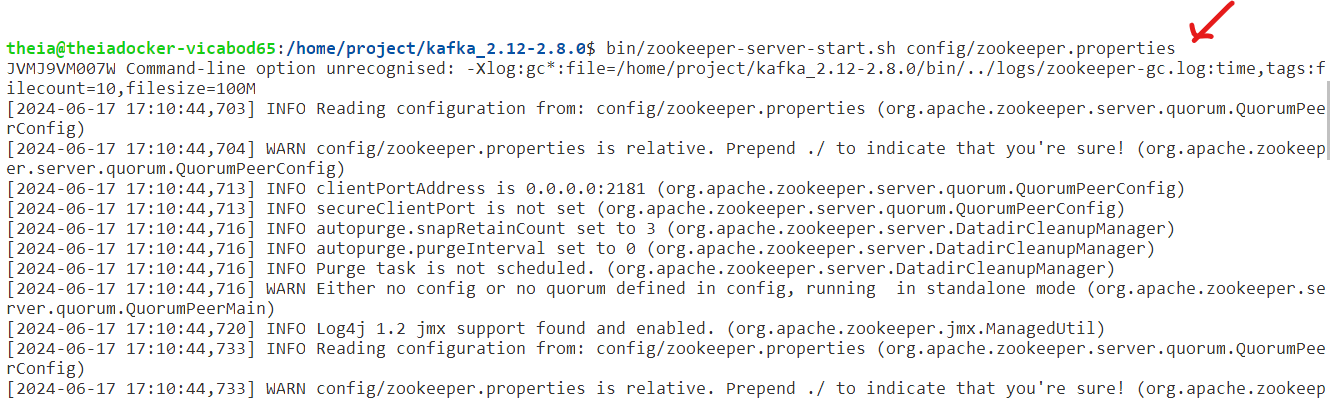 theia@theiadocker-vicabod65:/home/project/kafka_2.12-2.8.0$ bin/zookeeper-server-start.sh config/zookeeper.properties
JVMJ9VM007W Command-line option unrecognised: -Xlog:gc*:file=/home/project/kafka_2.12-2.8.0/bin/../logs/zookeeper-gc.log:time,tags:f
ilecount=10,filesize=100M
[2024-06-17 17:10:44,703] INFO Reading configuration from: config/zookeeper.properties (org.apache.zookeeper.server.quorum.QuorumPee
rConfig)
[2024-06-17 17:10:44,704] WARN config/zookeeper.properties is relative. Prepend ./ to indicate that you're sure! (org.apache.zookeep
er.server.quorum.QuorumPeerConfig)
[2024-06-17 17:10:44,713] INFO clientPortAddress is 0.0.0.0:2181 (org.apache.zookeeper.server.quorum.QuorumPeerConfig)
[2024-06-17 17:10:44,713] INFO secureClientPort is not set (org.apache.zookeeper.server.quorum.QuorumPeerConfig)
[2024-06-17 17:10:44,716] INFO autopurge.snapRetainCount set to 3 (org.apache.zookeeper.server.DatadirCleanupManager)
[2024-06-17 17:10:44,716] INFO autopurge.purgeInterval set to 0 (org.apache.zookeeper.server.DatadirCleanupManager)
[2024-06-17 17:10:44,716] INFO Purge task is not scheduled. (org.apache.zookeeper.server.DatadirCleanupManager)
[2024-06-17 17:10:44,716] WARN Either no config or no quorum defined in config, running  in standalone mode (org.apache.zookeeper.se
rver.quorum.QuorumPeerMain)
[2024-06-17 17:10:44,720] INFO Log4j 1.2 jmx support found and enabled. (org.apache.zookeeper.jmx.ManagedUtil)
[2024-06-17 17:10:44,733] INFO Reading configuration from: config/zookeeper.properties (org.apache.zookeeper.server.quorum.QuorumPee
rConfig)
[2024-06-17 17:10:44,733] WARN config/zookeeper.properties is relative. Prepend ./ to indicate that you're sure! (org.apache.zookeep